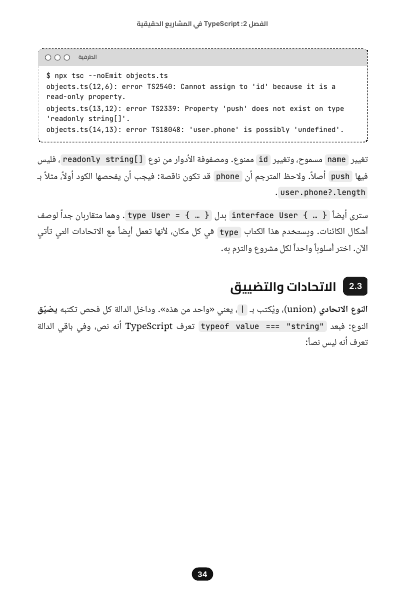 الفصل 2: TypeScript في المشاريع الحقيقية
الطرفية
$ npx tsc --noEmit objects.ts
objects.ts(12,6): error TS2540: Cannot assign to 'id' because it is a
read-only property.
objects.ts(13,12): error TS2339: Property 'push' does not exist on type
'readonly string[]'.
objects.ts(14,13): error TS18048: 'user.phone' is possibly 'undefined'.
تغيير name مسموح، وتغيير id ممنوع. ومصفوفة الأدوار من نوع readonly string[]، فليس
فيها push أصلاً. ولاحظ المترجم أن phone قد تكون ناقصة: فيجب أن يفحصها الكود أولاً، مثلاً بـ
user.phone?.length.
سترى أيضاً interface User { … } بدل type User = { … }. وهما متقاربان جداً لوصف
أشكال الكائنات. ويستخدم هذا الكتاب type في كل مكان، لأنها تعمل أيضاً مع الاتحادات التي تأتي
الآن. اختر أسلوباً واحداً لكل مشروع والتزم به.
2.3 الاتحادات والتضييق
النوع الاتحادي (union)، ويُكتب بـ |، يعني «واحد من هذه». وداخل الدالة كل فحص تكتبه يضيّق
النوع: فبعد typeof value === "string" تعرف TypeScript أنه نص، وفي باقي الدالة
تعرف أنه ليس نصاً:
34